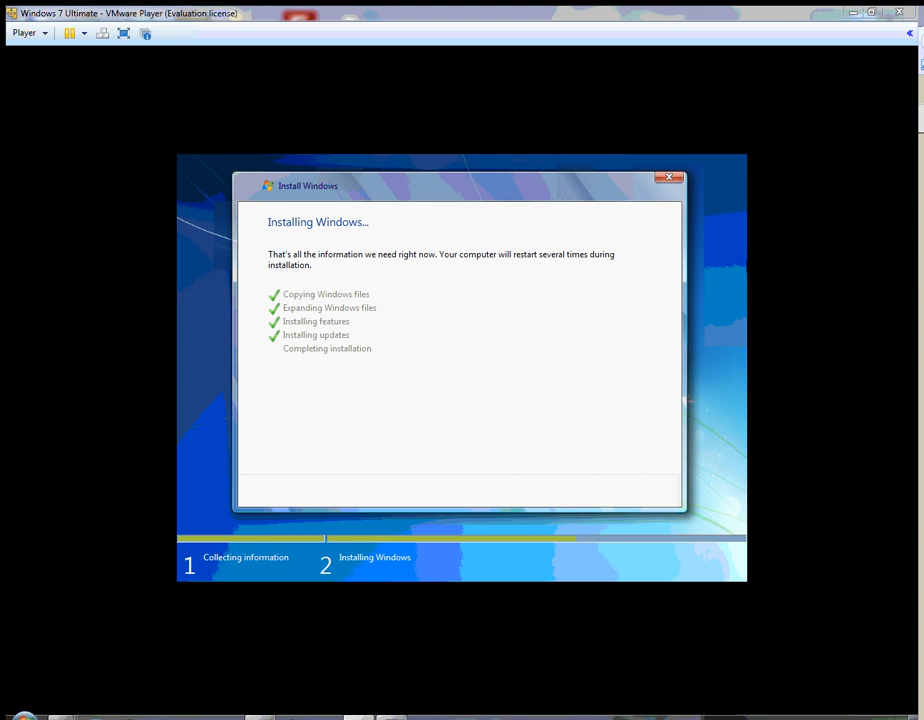 Windows 7 Ultimate - VMware Player (Evaluation license)
Player
Install Windows
Installing Windows...
That's all the information we need right now. Your computer will restart several times during
installation.
Copying Windows files
Expanding Windows files
Installing features
Installing updates
Completing installation
1 Collecting information
2 Installing Windows